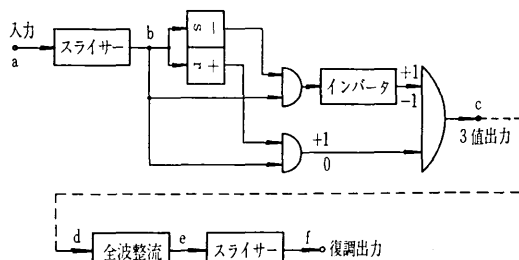 入力
a
スライサー
b
s −
r +
インバータ
+1
−1
c
3値出力
+1
0
d
全波整流
e
スライサー
f
復調出力